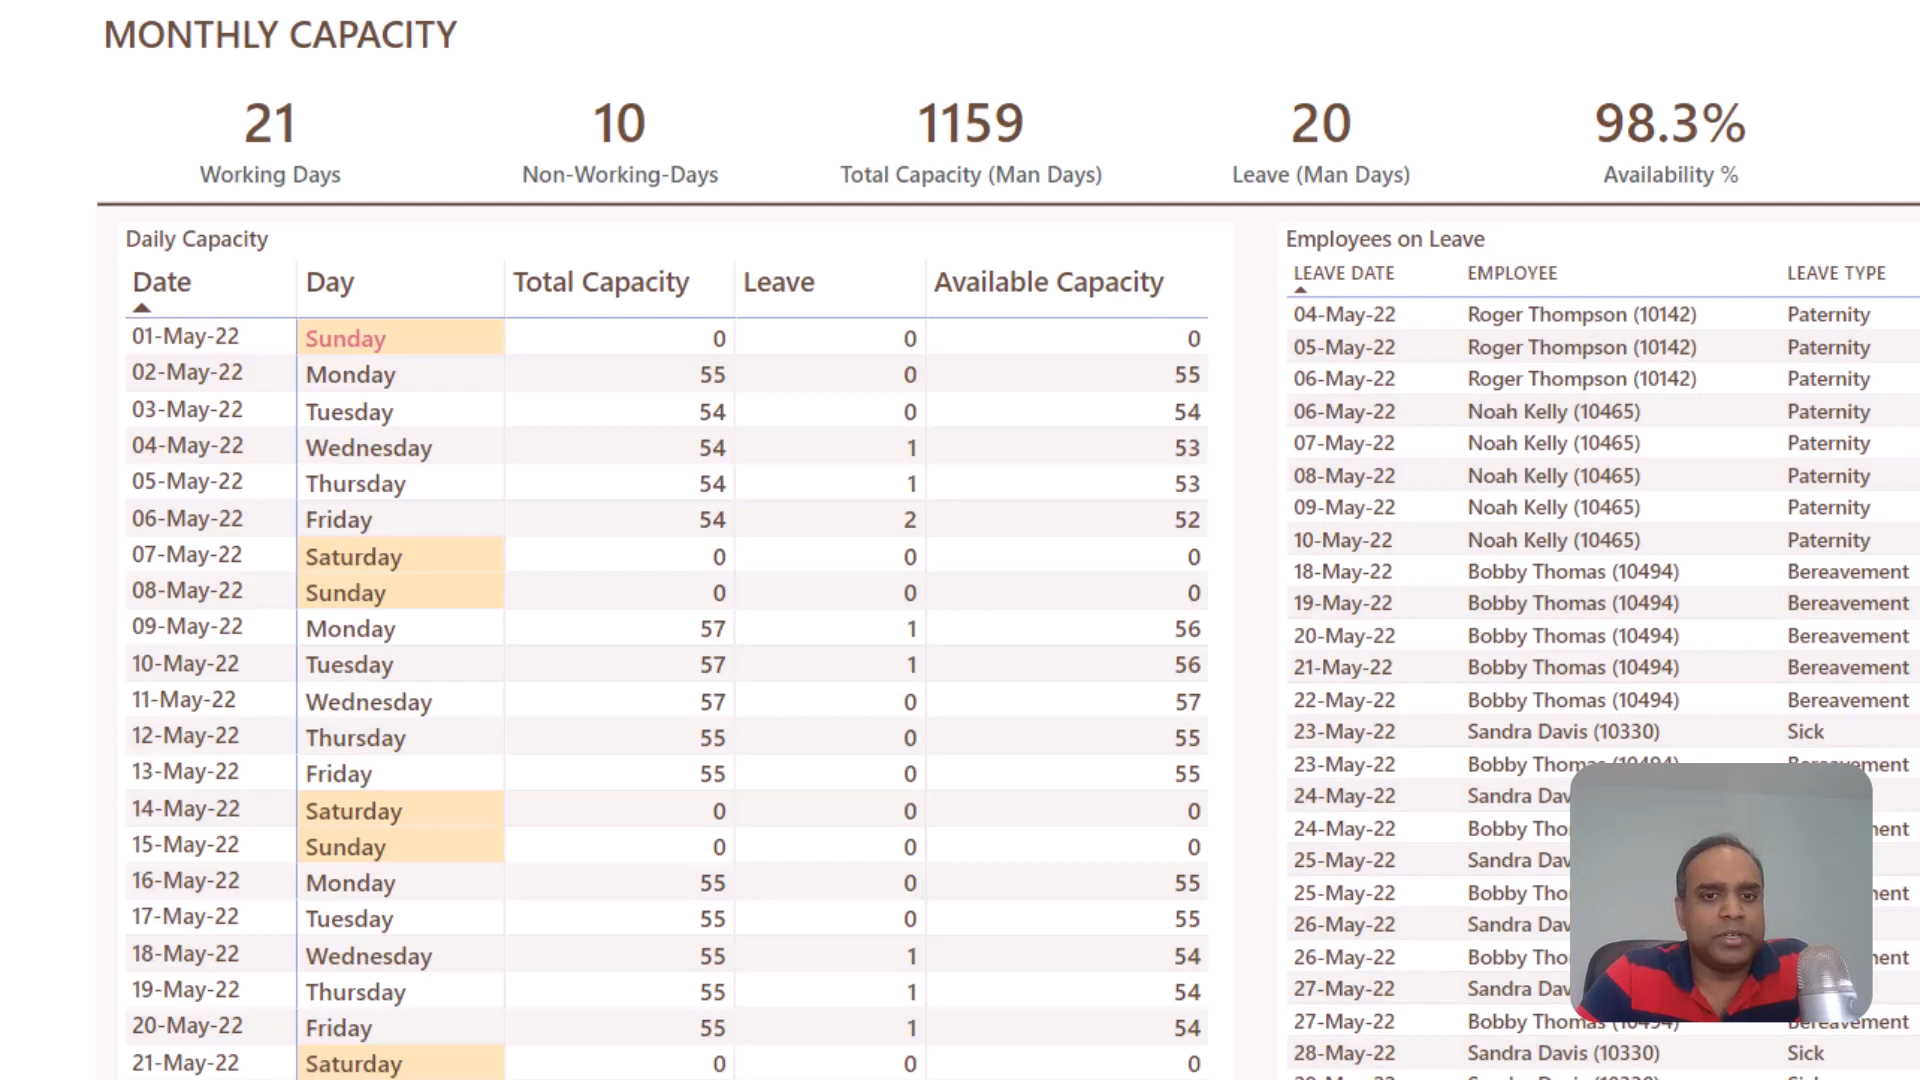 MONTHLY CAPACITY
21 10 1159 20 98.3%
Working Days Non-Working-Days Total Capacity (Man Days) Leave (Man Days) Availability %
Daily Capacity
Date Day Total Capacity Leave Available Capacity
01-May-22 Sunday 0 0 0
02-May-22 Monday 55 0 55
03-May-22 Tuesday 54 0 54
04-May-22 Wednesday 54 1 53
05-May-22 Thursday 54 1 53
06-May-22 Friday 54 2 52
07-May-22 Saturday 0 0 0
08-May-22 Sunday 0 0 0
09-May-22 Monday 57 1 56
10-May-22 Tuesday 57 1 56
11-May-22 Wednesday 57 0 57
12-May-22 Thursday 55 0 55
13-May-22 Friday 55 0 55
14-May-22 Saturday 0 0 0
15-May-22 Sunday 0 0 0
16-May-22 Monday 55 0 55
17-May-22 Tuesday 55 0 55
18-May-22 Wednesday 55 1 54
19-May-22 Thursday 55 1 54
20-May-22 Friday 55 1 54
21-May-22 Saturday 0 0 0
Employees on Leave
LEAVE DATE EMPLOYEE LEAVE TYPE
04-May-22 Roger Thompson (10142) Paternity
05-May-22 Roger Thompson (10142) Paternity
06-May-22 Roger Thompson (10142) Paternity
06-May-22 Noah Kelly (10465) Paternity
07-May-22 Noah Kelly (10465) Paternity
08-May-22 Noah Kelly (10465) Paternity
09-May-22 Noah Kelly (10465) Paternity
10-May-22 Noah Kelly (10465) Paternity
18-May-22 Bobby Thomas (10494) Bereavement
19-May-22 Bobby Thomas (10494) Bereavement
20-May-22 Bobby Thomas (10494) Bereavement
21-May-22 Bobby Thomas (10494) Bereavement
22-May-22 Bobby Thomas (10494) Bereavement
23-May-22 Sandra Davis (10330) Sick
23-May-22 Bobby Thomas (10494) Bereavement
24-May-22 Sandra
24-May-22 Bobby
25-May-22 Sandra
25-May-22 Bobby
26-May-22 Sandra
26-May-22 Bobby
27-May-22 Sandra
27-May-22 Bobby Thomas (10494) Bereavement
28-May-22 Sandra Davis (10330) Sick